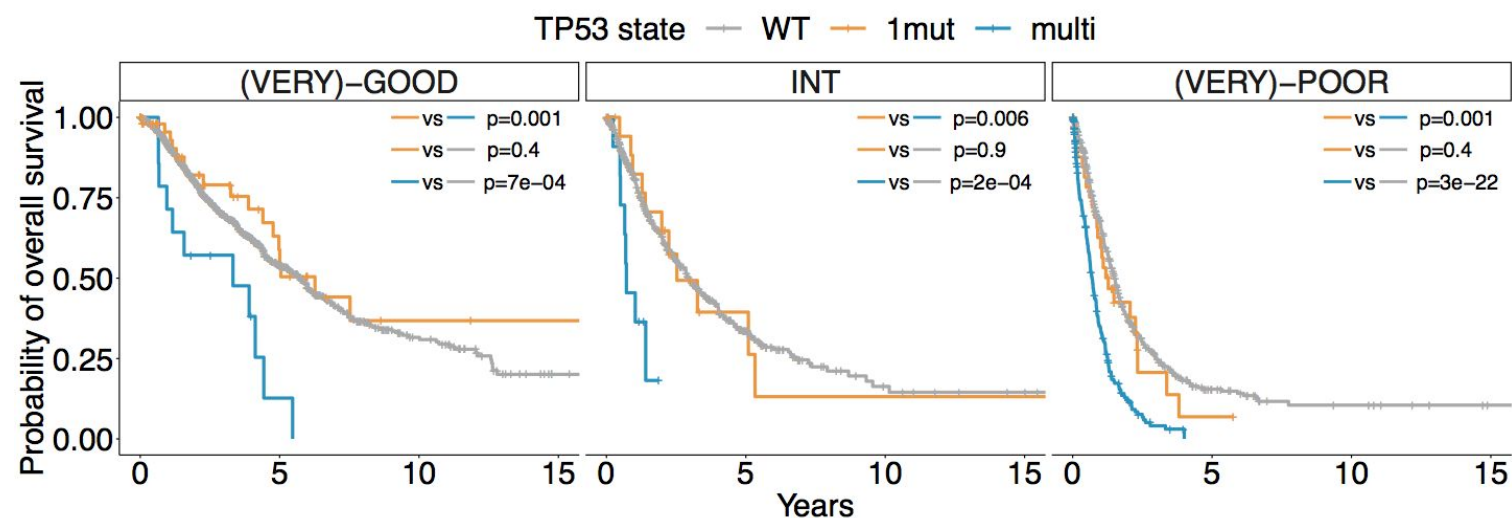 TP53 state WT 1mut multi
(VERY)−GOOD INT (VERY)−POOR
Probability of overall survival
1.00
0.75
0.50
0.25
0.00
vs p=0.001
vs p=0.4
vs p=7e−04
vs p=0.006
vs p=0.9
vs p=2e−04
vs p=0.001
vs p=0.4
vs p=3e−22
0 5 10 15 0 5 10 15 0 5 10 15
Years